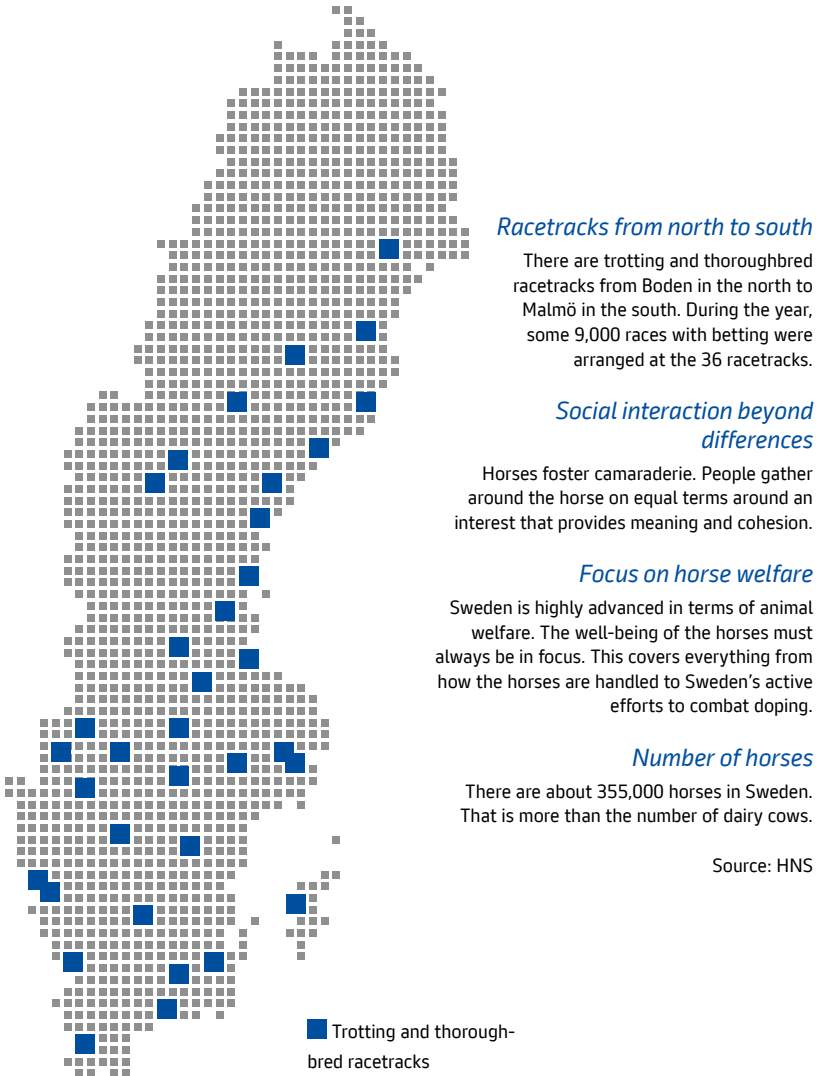 Racetracks from north to south
There are trotting and thoroughbred
racetracks from Boden in the north to
Malmö in the south. During the year,
some 9,000 races with betting were
arranged at the 36 racetracks.
Social interaction beyond
differences
Horses foster camaraderie. People gather
around the horse on equal terms around an
interest that provides meaning and cohesion.
Focus on horse welfare
Sweden is highly advanced in terms of animal
welfare. The well-being of the horses must
always be in focus. This covers everything from
how the horses are handled to Sweden’s active
efforts to combat doping.
Number of horses
There are about 355,000 horses in Sweden.
That is more than the number of dairy cows.
Source: HNS
Trotting and thorough-
bred racetracks